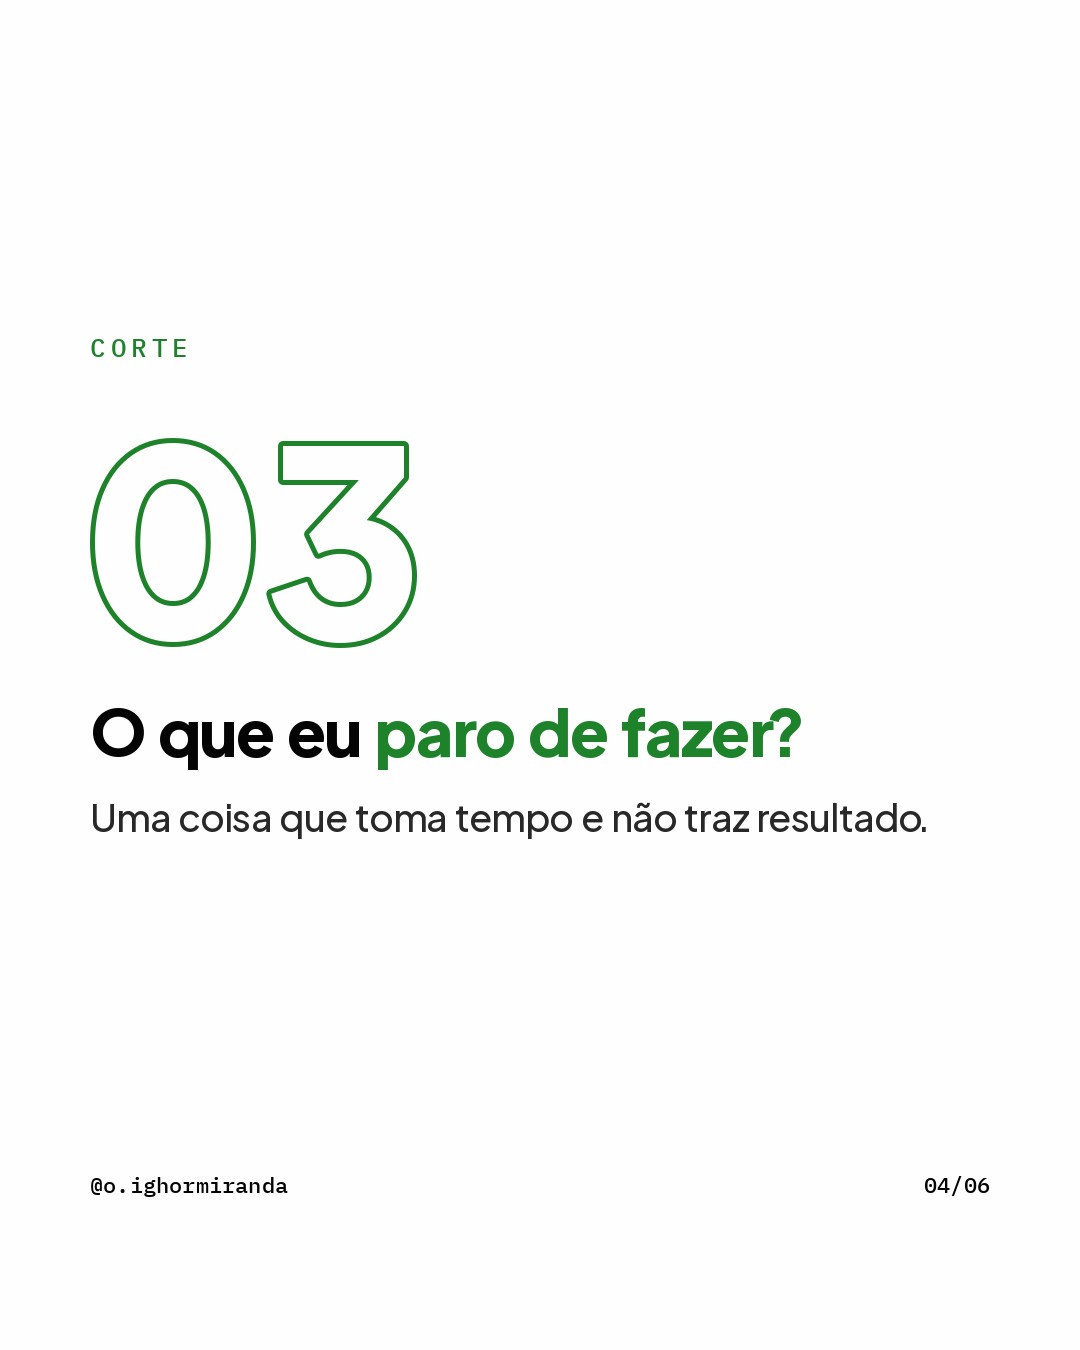 CORTE
03
O que eu paro de fazer?
Uma coisa que toma tempo e não traz resultado.
@o.ighormiranda
04/06